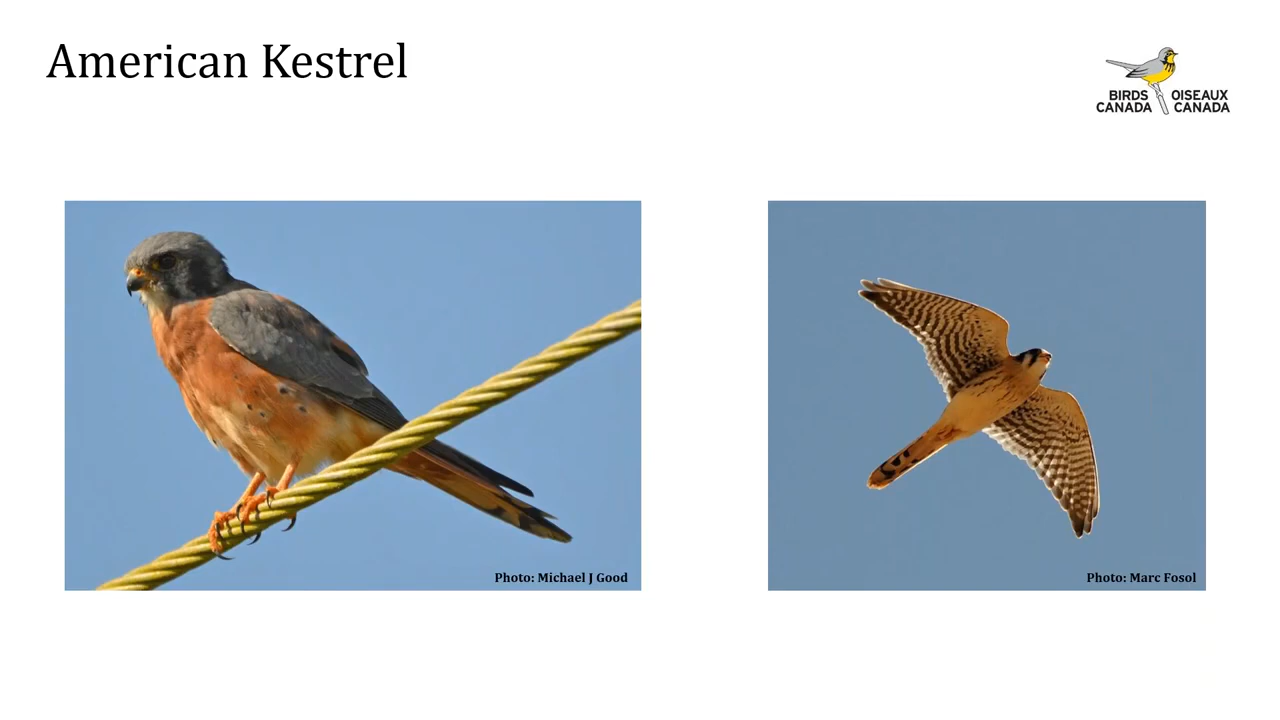 American Kestrel
BIRDS CANADA
OISEAUX CANADA
Photo: Michael J Good
Photo: Marc Fosol